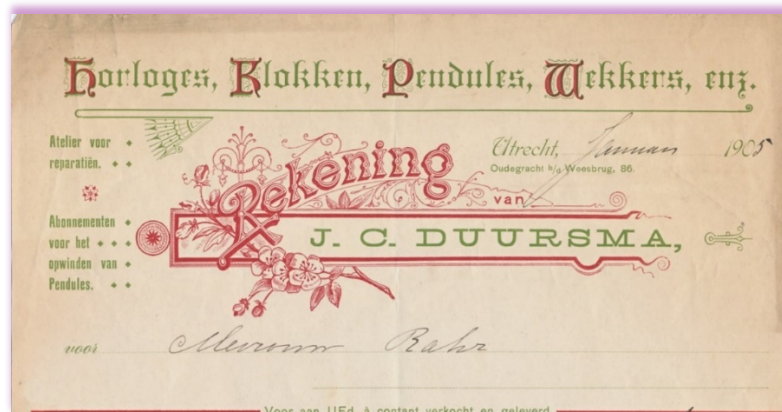 Horloges, Klokken, Pendules, Wekkers, enz.
Atelier voor
reparatiën.
Abonnementen
voor het
opwinden van
Pendules.
Utrecht, Januari 1905
Oudegracht h/d Weesbrug, 86.
Rekening
van
J. C. DUURSMA,
voor Mevrouw Rahr
Voor aan UEd. à contant verkocht en geleverd